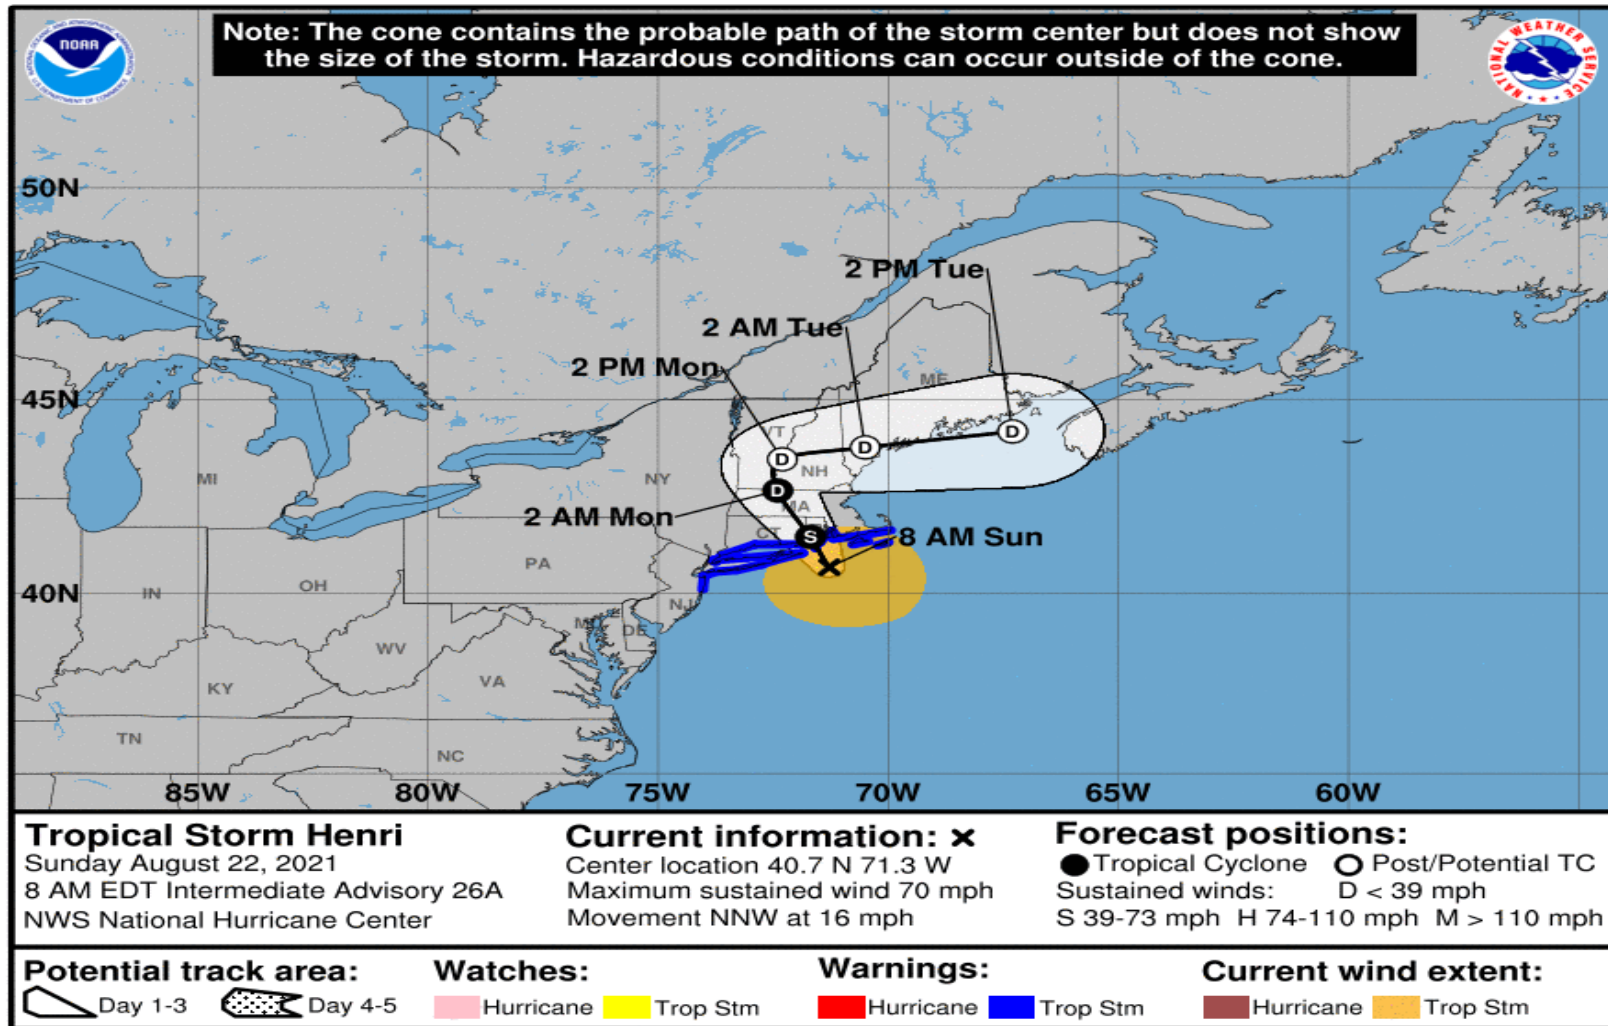 Note: The cone contains the probable path of the storm center but does not show
the size of the storm. Hazardous conditions can occur outside of the cone.
NOAA
NATIONAL WEATHER SERVICE
50N
2 PM Tue
2 AM Tue
2 PM Mon
ME
45N
VT
D
D
D
NH
MI
NY
D
MA
2 AM Mon
CT
S
8 AM Sun
PA
40N
IN
OH
NJ
DE
WV
KY
VA
TN
NC
85W 80W 75W 70W 65W 60W
Tropical Storm Henri
Sunday August 22, 2021
8 AM EDT Intermediate Advisory 26A
NWS National Hurricane Center
Current information: ×
Center location 40.7 N 71.3 W
Maximum sustained wind 70 mph
Movement NNW at 16 mph
Forecast positions:
● Tropical Cyclone ○ Post/Potential TC
Sustained winds: D < 39 mph
S 39-73 mph H 74-110 mph M > 110 mph
Potential track area:
Day 1-3 Day 4-5
Watches:
Hurricane Trop Stm
Warnings:
Hurricane Trop Stm
Current wind extent:
Hurricane Trop Stm